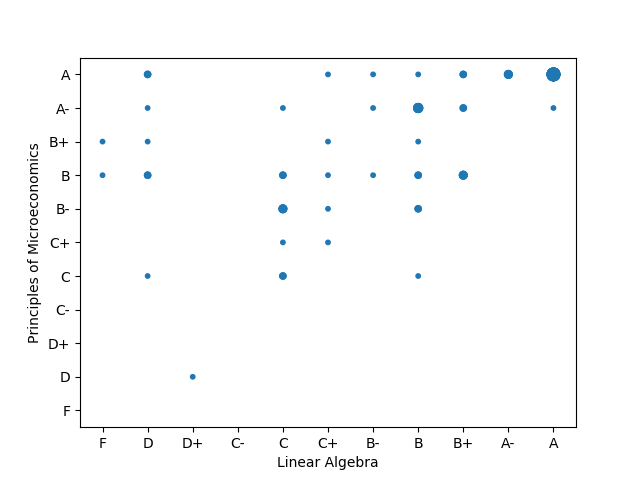 A
A-
B+
B
B-
C+
C
C-
D+
D
F
Principles of Microeconomics
F D D+ C- C C+ B- B B+ A- A
Linear Algebra